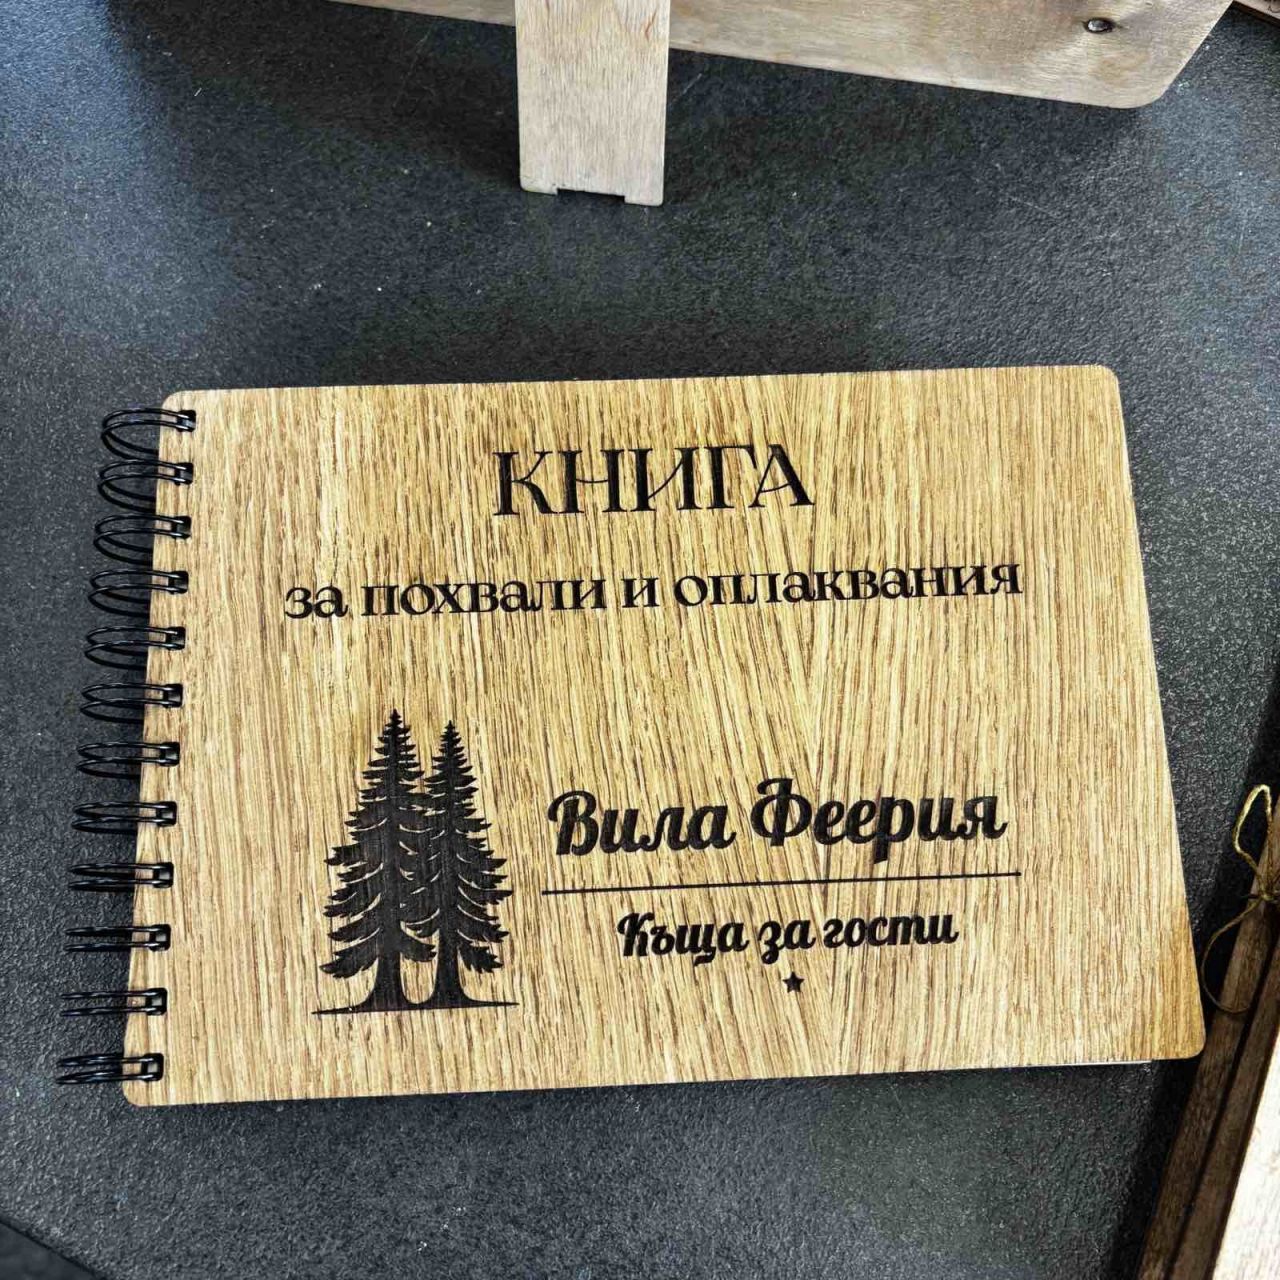 КНИГА
за похвали и оплаквания
Вила Феерия
Къща за гости